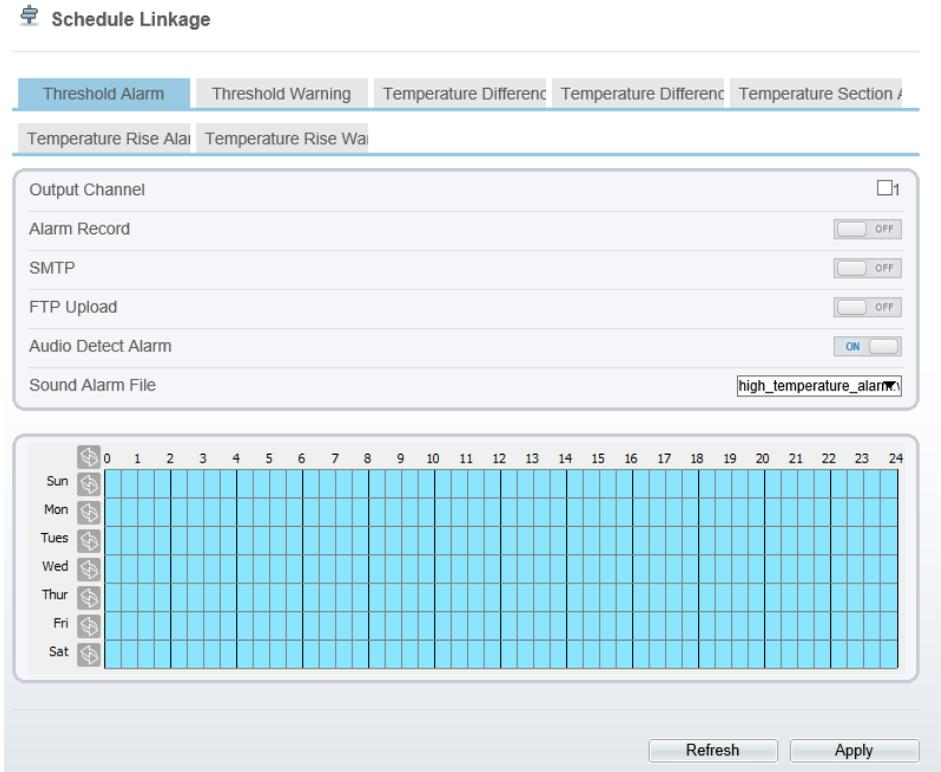 Schedule Linkage
Threshold Alarm Threshold Warning Temperature Differenc Temperature Differenc Temperature Section A
Temperature Rise Alar Temperature Rise War
Output Channel 1
Alarm Record OFF
SMTP OFF
FTP Upload OFF
Audio Detect Alarm ON
Sound Alarm File high_temperature_alarm.
0 1 2 3 4 5 6 7 8 9 10 11 12 13 14 15 16 17 18 19 20 21 22 23 24
Sun
Mon
Tues
Wed
Thur
Fri
Sat
Refresh Apply